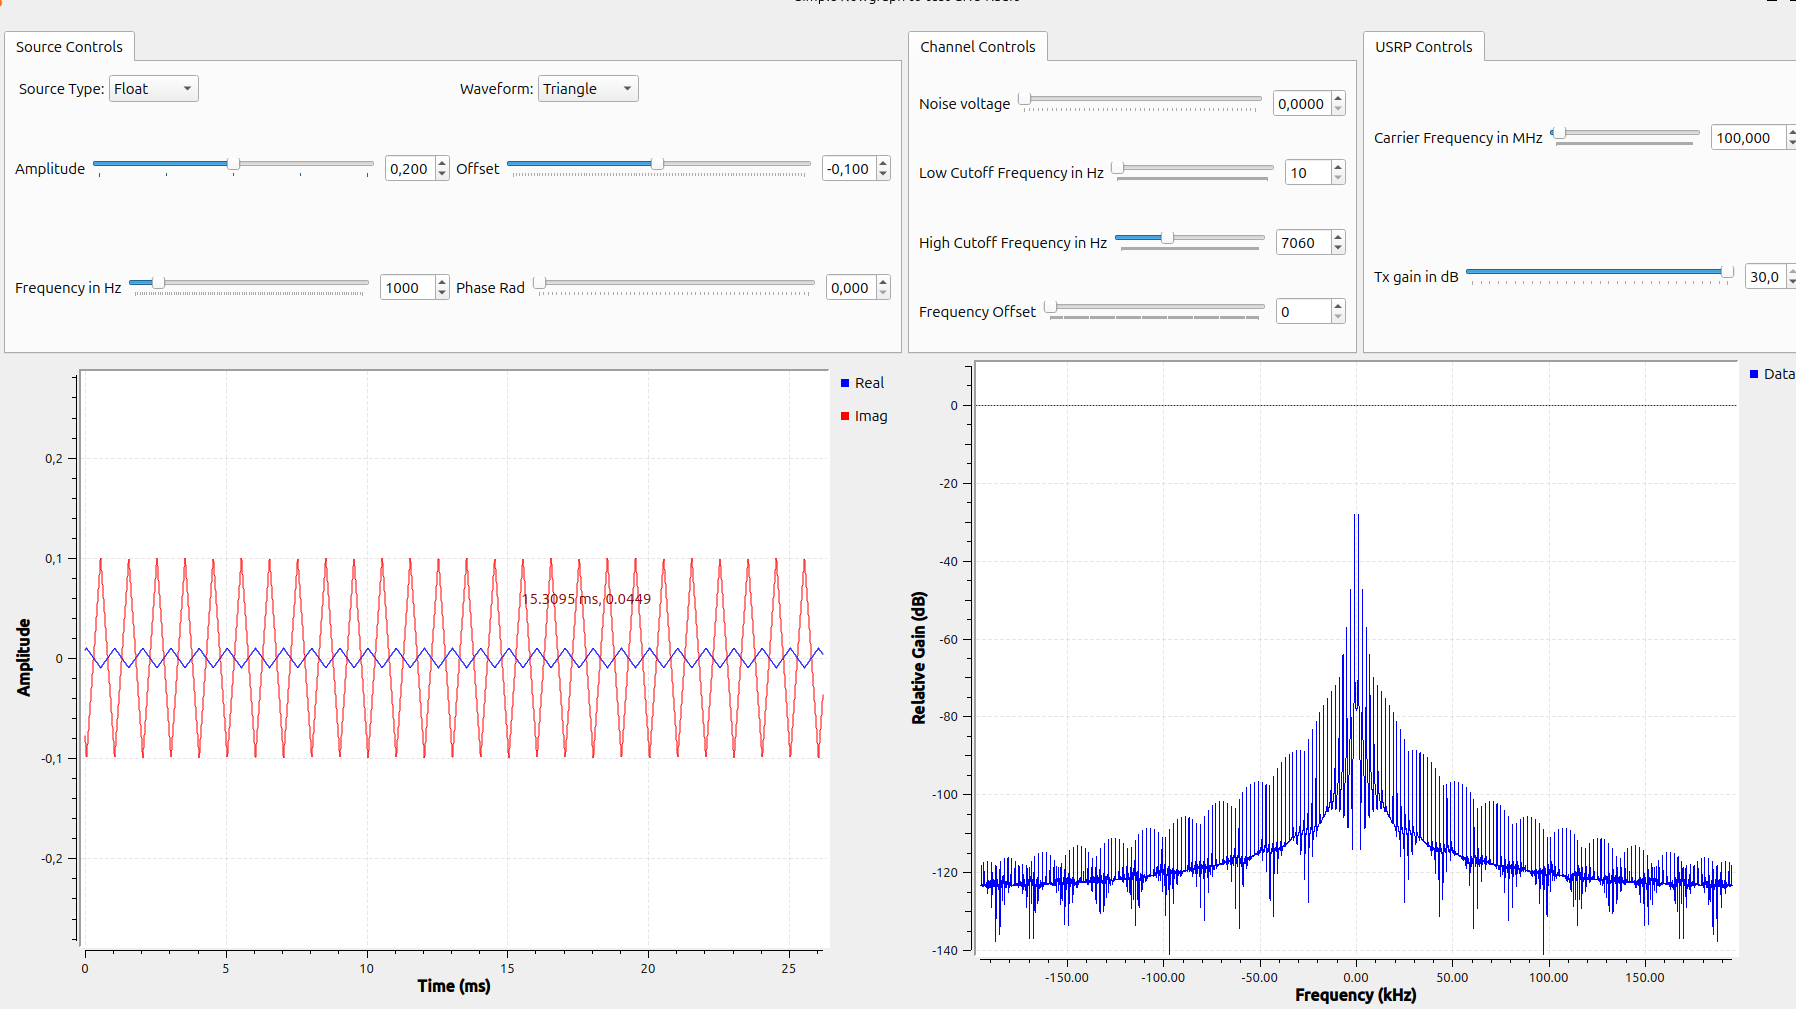 Source Controls
Source Type: Float
Waveform: Triangle
Amplitude 0,200
Offset -0,100
Frequency in Hz 1000
Phase Rad 0,000
Channel Controls
Noise voltage 0,0000
Low Cutoff Frequency in Hz 10
High Cutoff Frequency in Hz 7060
Frequency Offset 0
USRP Controls
Carrier Frequency in MHz 100,000
Tx gain in dB 30,0
Real
Imag
0,2
0,1
0
-0,1
-0,2
Amplitude
15.3095 ms, 0.0449
0 5 10 15 20 25
Time (ms)
Data
0
-20
-40
-60
-80
-100
-120
-140
Relative Gain (dB)
-150.00 -100.00 -50.00 0.00 50.00 100.00 150.00
Frequency (kHz)